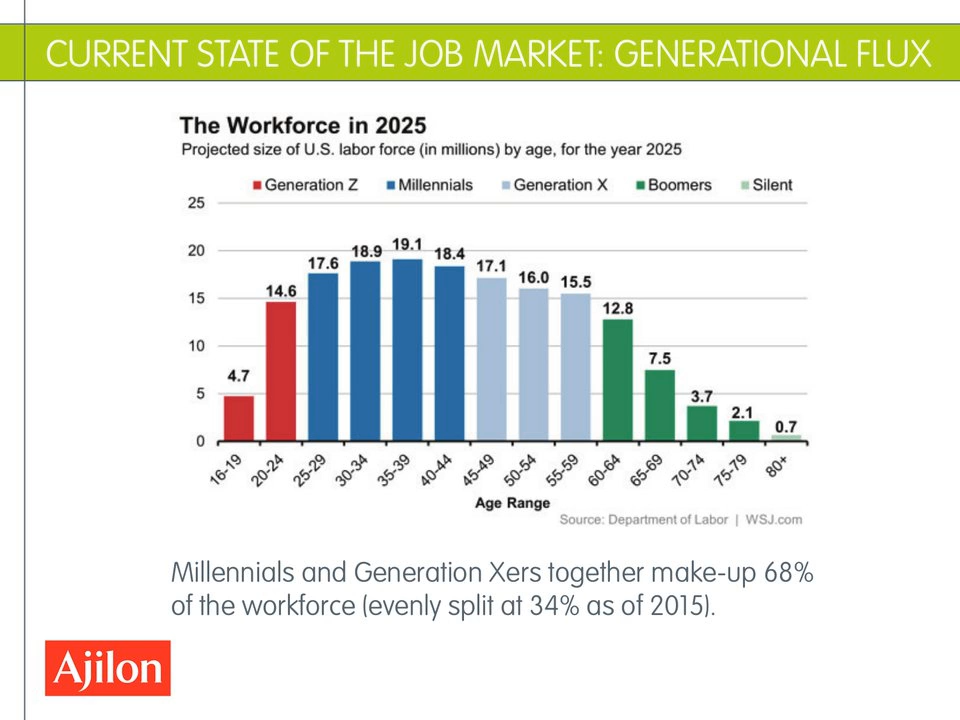 CURRENT STATE OF THE JOB MARKET: GENERATIONAL FLUX
The Workforce in 2025
Projected size of U.S. labor force (in millions) by age, for the year 2025
Generation Z Millennials Generation X Boomers Silent
25
20
15
10
5
0
4.7 14.6 17.6 18.9 19.1 18.4 17.1 16.0 15.5 12.8 7.5 3.7 2.1 0.7
16-19 20-24 25-29 30-34 35-39 40-44 45-49 50-54 55-59 60-64 65-69 70-74 75-79 80+
Age Range
Source: Department of Labor | WSJ.com
Millennials and Generation Xers together make-up 68%
of the workforce (evenly split at 34% as of 2015).
Ajilon